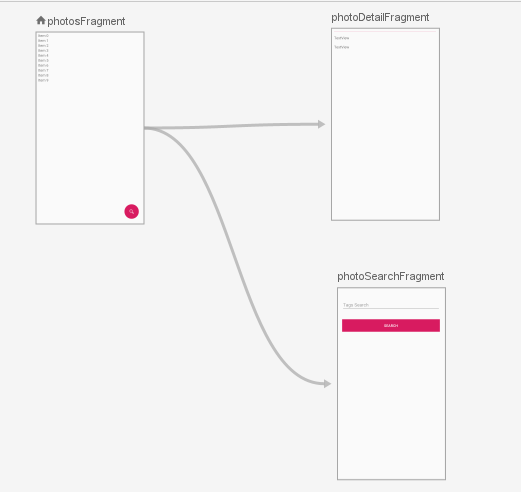 photosFragment
Item 0
Item 1
Item 2
Item 3
Item 4
Item 5
Item 6
Item 7
Item 8
Item 9
photoDetailFragment
TextView
TextView
photoSearchFragment
Tags Search
SEARCH